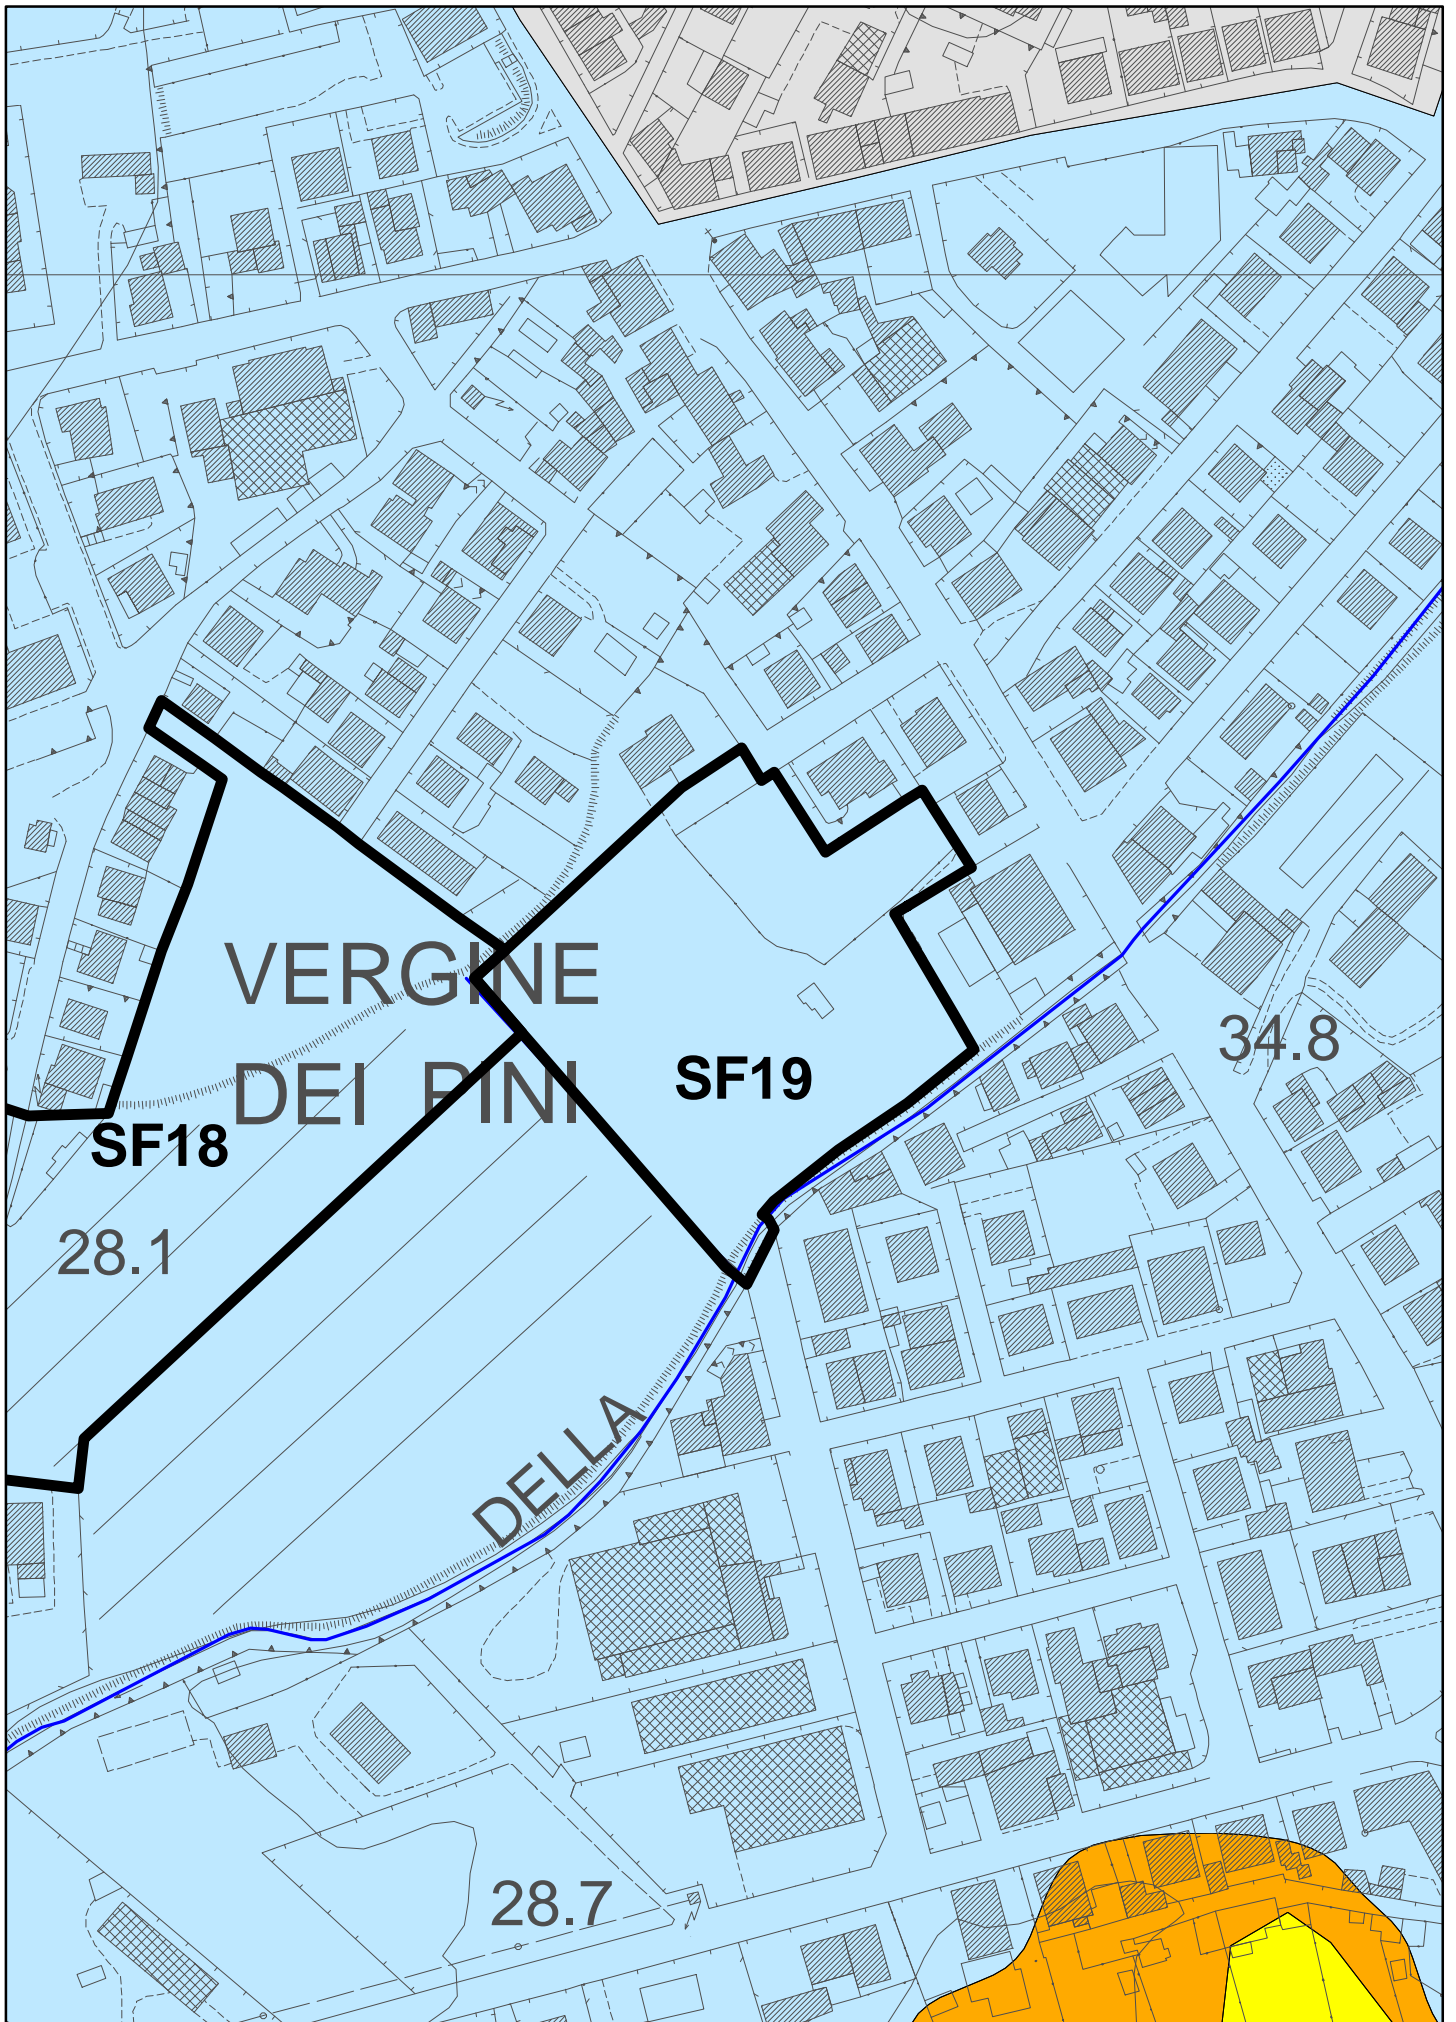 VERGINE
DEI PINI
SF19
34.8
SF18
28.1
DELLA
28.7